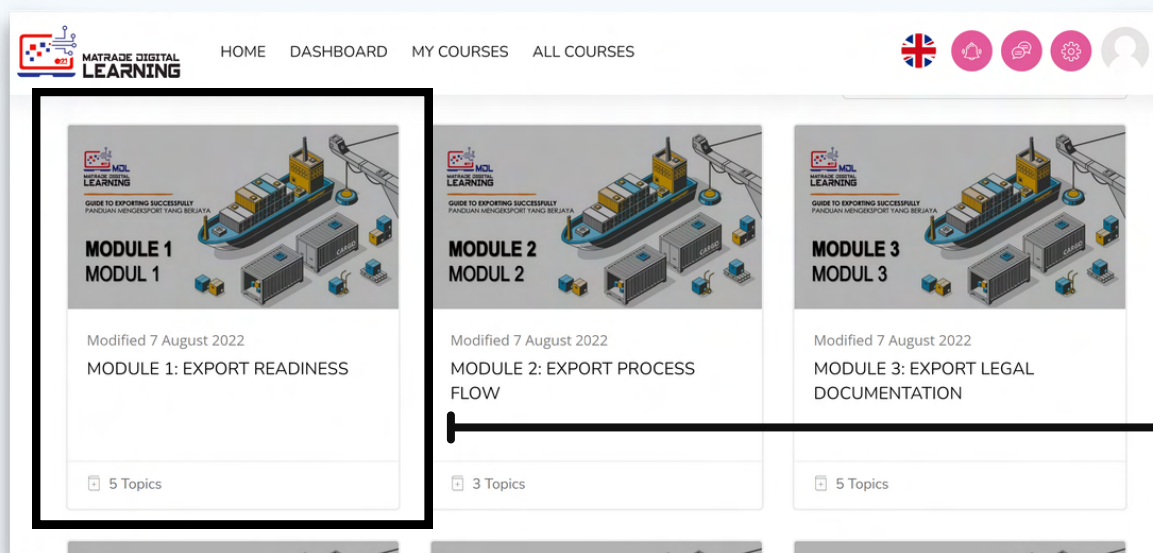 MATRADE DIGITAL
LEARNING
HOME DASHBOARD MY COURSES ALL COURSES
MDL
MATRADE DIGITAL
LEARNING
GUIDE TO EXPORTING SUCCESSFULLY
PANDUAN MENGEKSPORT YANG BERJAYA
MODULE 1
MODUL 1
CARGO
Modified 7 August 2022
MODULE 1: EXPORT READINESS
5 Topics
MDL
MATRADE DIGITAL
LEARNING
GUIDE TO EXPORTING SUCCESSFULLY
PANDUAN MENGEKSPORT YANG BERJAYA
MODULE 2
MODUL 2
CARGO
Modified 7 August 2022
MODULE 2: EXPORT PROCESS
FLOW
3 Topics
MDL
MATRADE DIGITAL
LEARNING
GUIDE TO EXPORTING SUCCESSFULLY
PANDUAN MENGEKSPORT YANG BERJAYA
MODULE 3
MODUL 3
CARGO
Modified 7 August 2022
MODULE 3: EXPORT LEGAL
DOCUMENTATION
5 Topics